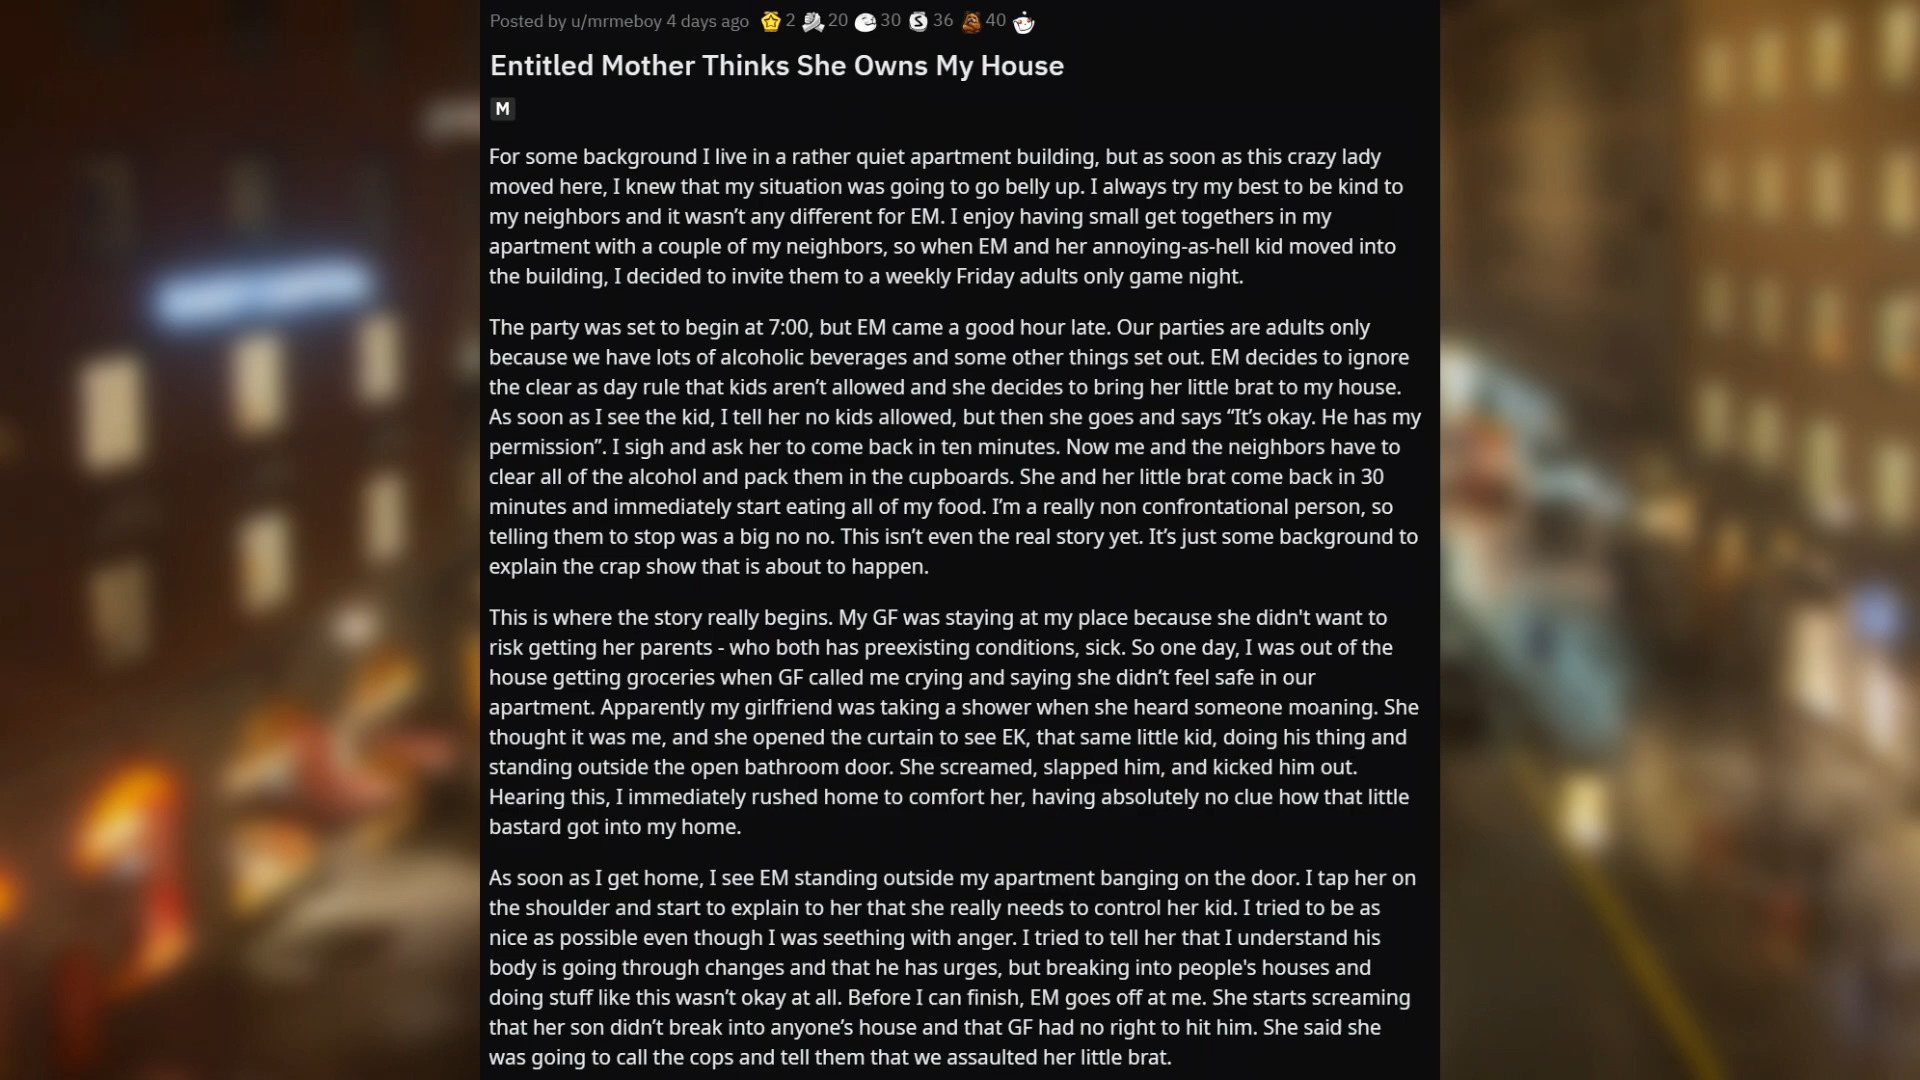 Posted by u/mrmeboy 4 days ago 2 20 30 S 36 40
Entitled Mother Thinks She Owns My House
M
For some background I live in a rather quiet apartment building, but as soon as this crazy lady
moved here, I knew that my situation was going to go belly up. I always try my best to be kind to
my neighbors and it wasn’t any different for EM. I enjoy having small get togethers in my
apartment with a couple of my neighbors, so when EM and her annoying-as-hell kid moved into
the building, I decided to invite them to a weekly Friday adults only game night.
The party was set to begin at 7:00, but EM came a good hour late. Our parties are adults only
because we have lots of alcoholic beverages and some other things set out. EM decides to ignore
the clear as day rule that kids aren’t allowed and she decides to bring her little brat to my house.
As soon as I see the kid, I tell her no kids allowed, but then she goes and says “It’s okay. He has my
permission”. I sigh and ask her to come back in ten minutes. Now me and the neighbors have to
clear all of the alcohol and pack them in the cupboards. She and her little brat come back in 30
minutes and immediately start eating all of my food. I’m a really non confrontational person, so
telling them to stop was a big no no. This isn’t even the real story yet. It’s just some background to
explain the crap show that is about to happen.
This is where the story really begins. My GF was staying at my place because she didn't want to
risk getting her parents - who both has preexisting conditions, sick. So one day, I was out of the
house getting groceries when GF called me crying and saying she didn’t feel safe in our
apartment. Apparently my girlfriend was taking a shower when she heard someone moaning. She
thought it was me, and she opened the curtain to see EK, that same little kid, doing his thing and
standing outside the open bathroom door. She screamed, slapped him, and kicked him out.
Hearing this, I immediately rushed home to comfort her, having absolutely no clue how that little
bastard got into my home.
As soon as I get home, I see EM standing outside my apartment banging on the door. I tap her on
the shoulder and start to explain to her that she really needs to control her kid. I tried to be as
nice as possible even though I was seething with anger. I tried to tell her that I understand his
body is going through changes and that he has urges, but breaking into people's houses and
doing stuff like this wasn’t okay at all. Before I can finish, EM goes off at me. She starts screaming
that her son didn’t break into anyone’s house and that GF had no right to hit him. She said she
was going to call the cops and tell them that we assaulted her little brat.